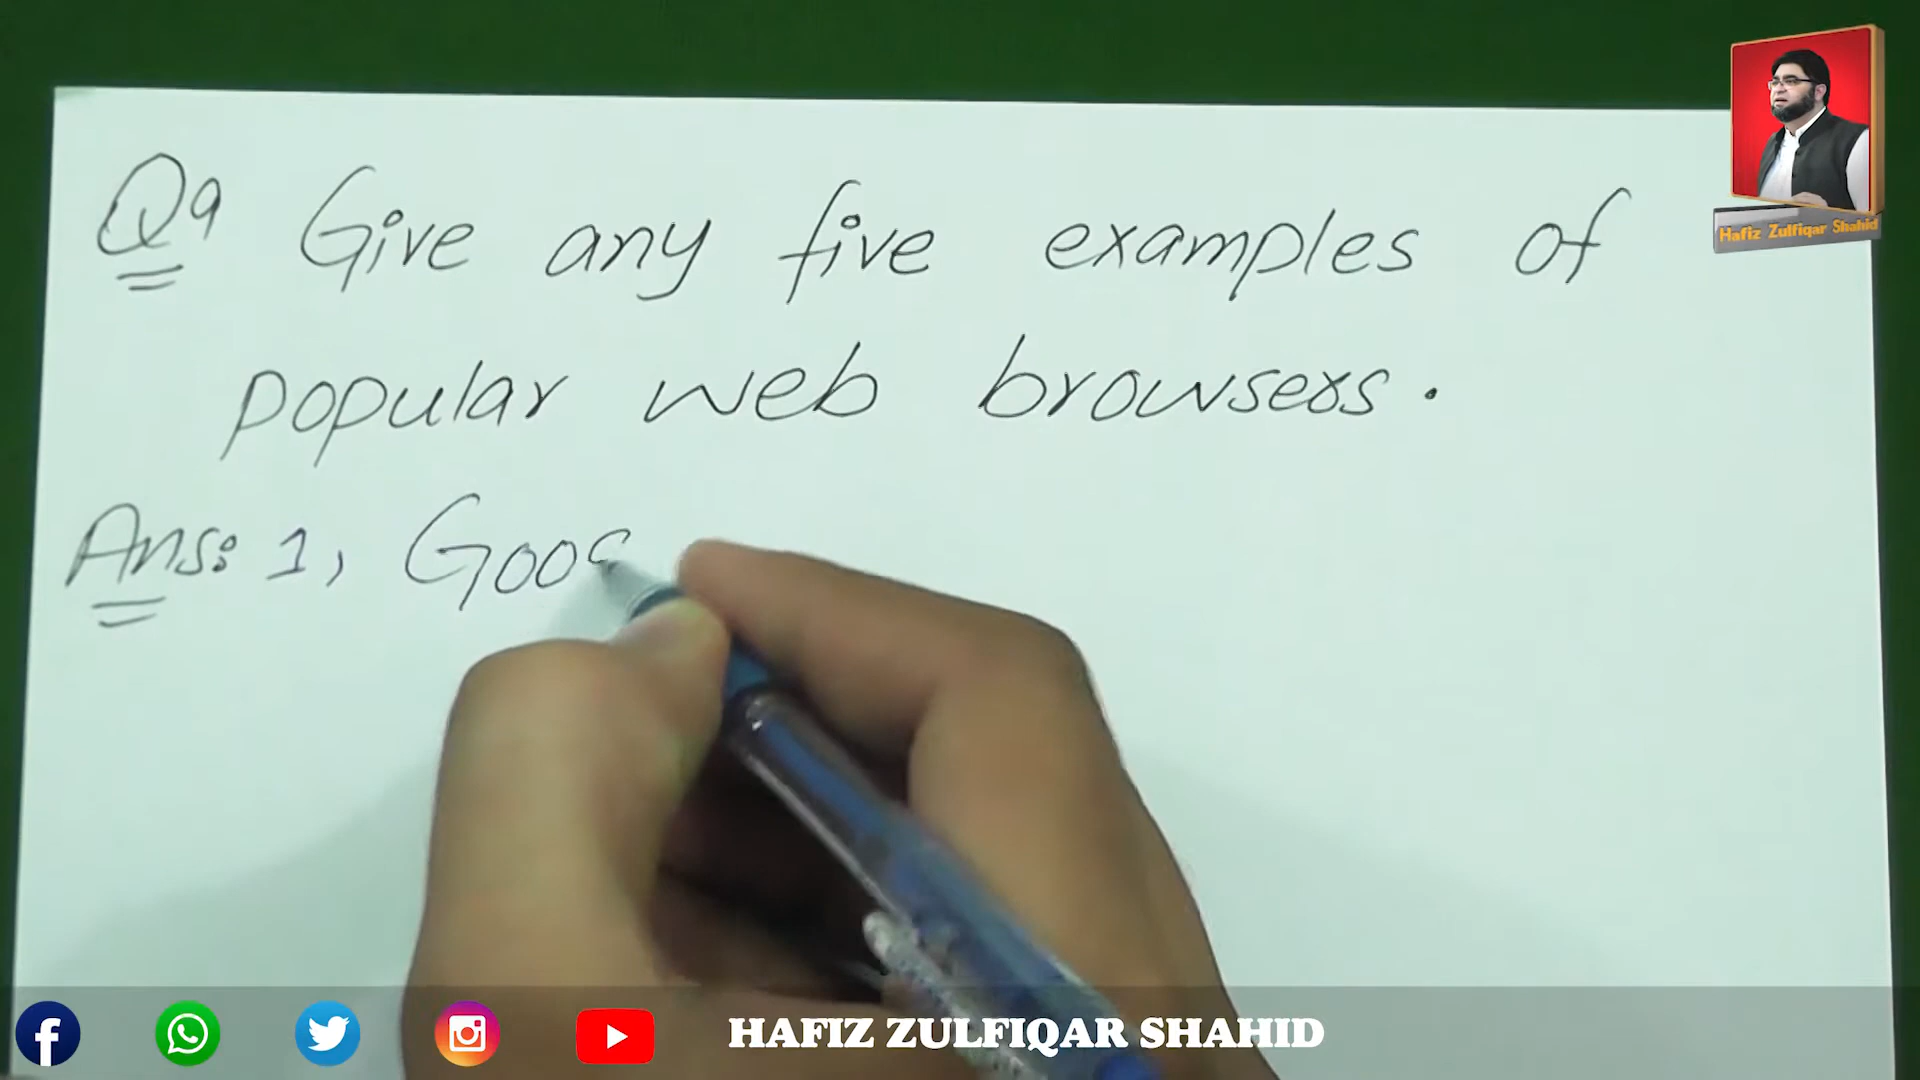 Hafiz Zulfiqar Shahid
Q9 Give any five examples of
popular web browsers.
Ans: 1, Goog
HAFIZ ZULFIQAR SHAHID